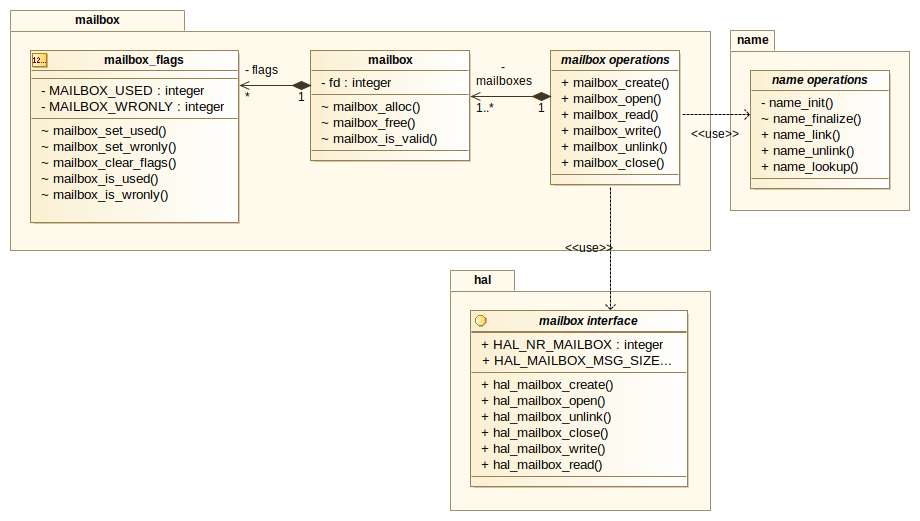 mailbox
mailbox_flags
- MAILBOX_USED : integer
- MAILBOX_WRONLY : integer
~ mailbox_set_used()
~ mailbox_set_wronly()
~ mailbox_clear_flags()
~ mailbox_is_used()
~ mailbox_is_wronly()
- flags
*
1
mailbox
- fd : integer
~ mailbox_alloc()
~ mailbox_free()
~ mailbox_is_valid()
-
mailboxes
1..*
1
mailbox operations
+ mailbox_create()
+ mailbox_open()
+ mailbox_read()
+ mailbox_write()
+ mailbox_unlink()
+ mailbox_close()
<<use>>
name
name operations
- name_init()
~ name_finalize()
+ name_link()
+ name_unlink()
+ name_lookup()
<<use>>
hal
mailbox interface
+ HAL_NR_MAILBOX : integer
+ HAL_MAILBOX_MSG_SIZE...
+ hal_mailbox_create()
+ hal_mailbox_open()
+ hal_mailbox_unlink()
+ hal_mailbox_close()
+ hal_mailbox_write()
+ hal_mailbox_read()